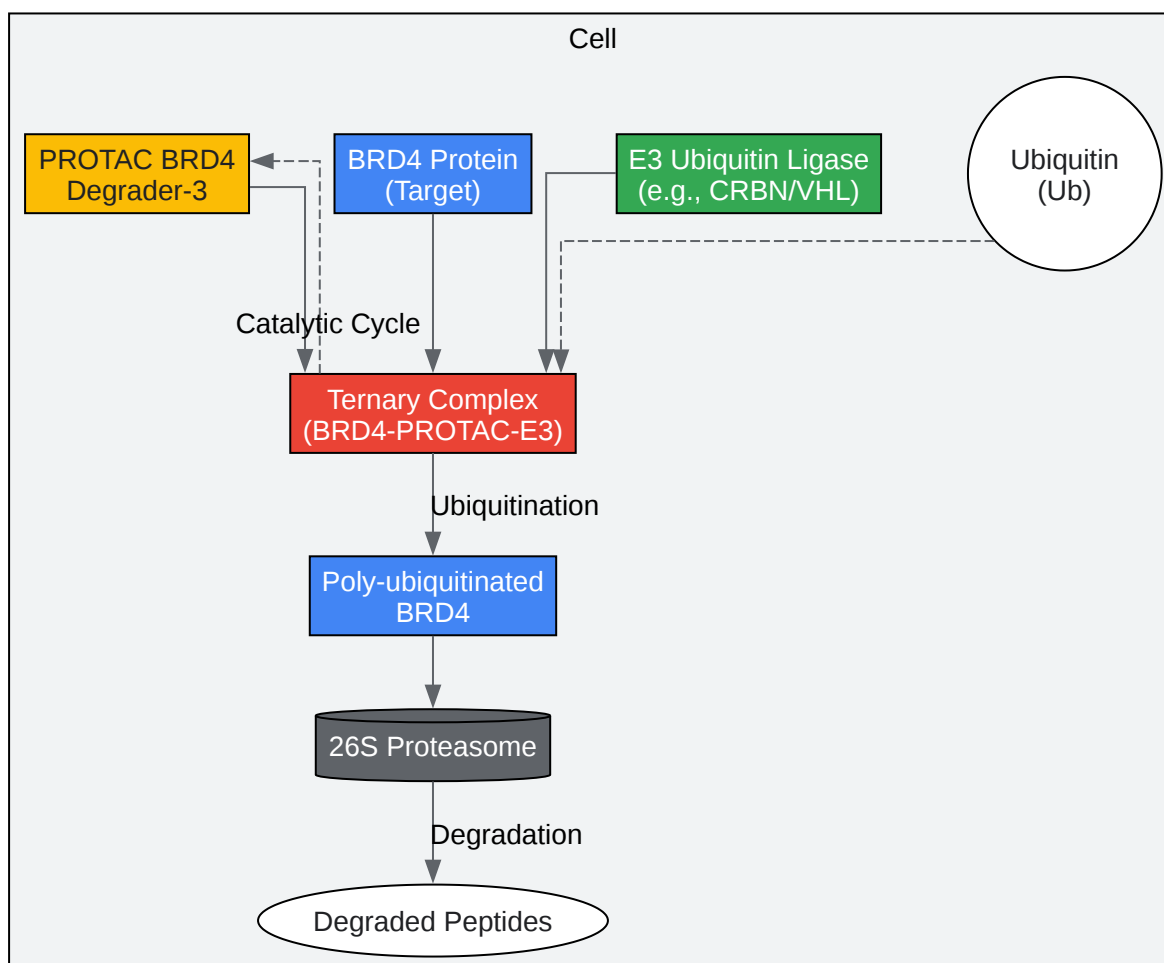 Cell
PROTAC BRD4
Degrader-3
BRD4 Protein
(Target)
E3 Ubiquitin Ligase
(e.g., CRBN/VHL)
Ubiquitin
(Ub)
Catalytic Cycle
Ternary Complex
(BRD4-PROTAC-E3)
Ubiquitination
Poly-ubiquitinated
BRD4
26S Proteasome
Degradation
Degraded Peptides